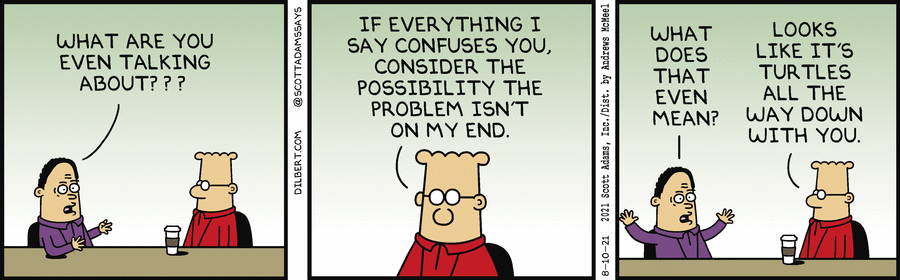 WHAT ARE YOU
EVEN TALKING
ABOUT???
DILBERT.COM @SCOTTADAMSSAYS
IF EVERYTHING I
SAY CONFUSES YOU,
CONSIDER THE
POSSIBILITY THE
PROBLEM ISN'T
ON MY END.
8-10-21 2021 Scott Adams, Inc./Dist. by Andrews McMeel
WHAT
DOES
THAT
EVEN
MEAN?
LOOKS
LIKE IT'S
TURTLES
ALL THE
WAY DOWN
WITH YOU.